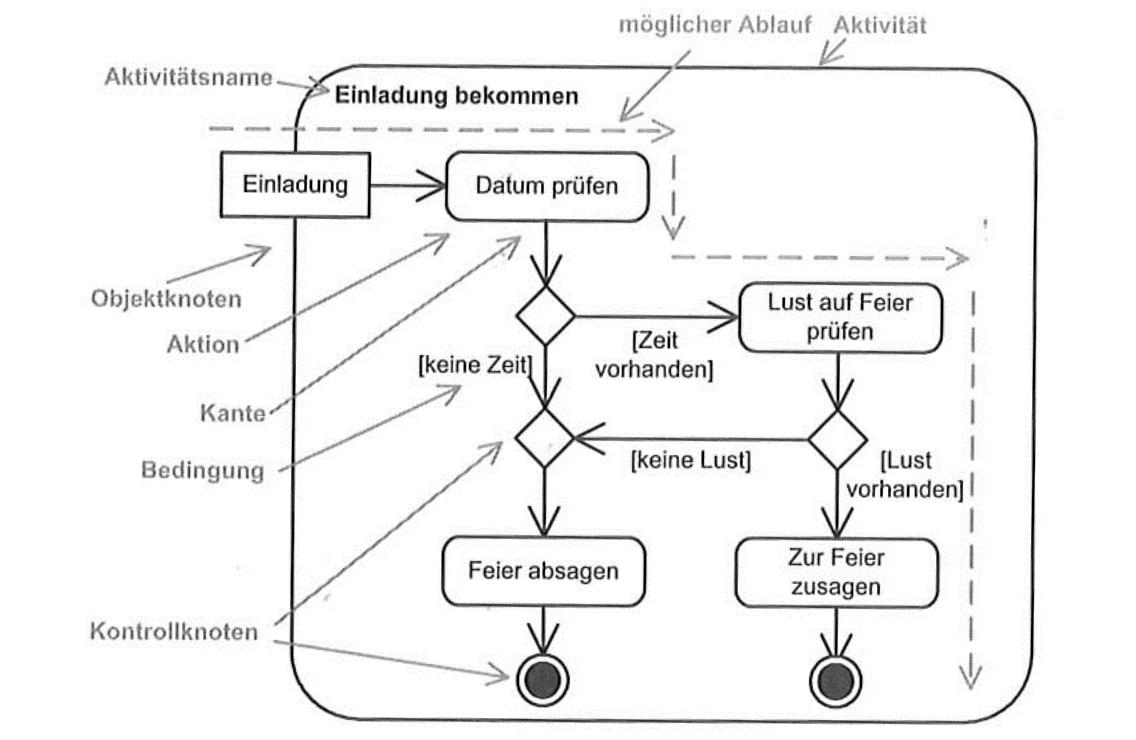 möglicher Ablauf Aktivität
Aktivitätsname
Einladung bekommen
Einladung
Datum prüfen
Objektknoten
Aktion
Lust auf Feier
prüfen
[Zeit
vorhanden]
[keine Zeit]
Kante
Bedingung
[keine Lust]
[Lust
vorhanden]
Feier absagen
Zur Feier
zusagen
Kontrollknoten